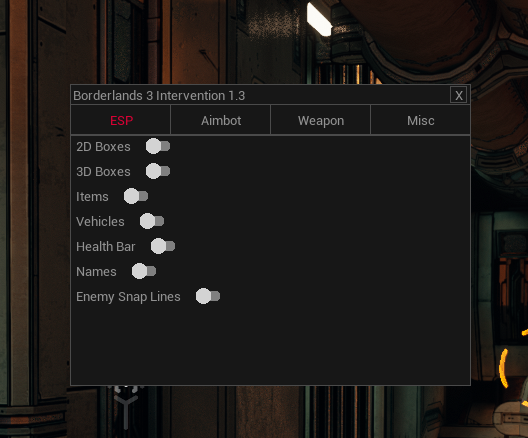 Borderlands 3 Intervention 1.3 X
ESP Aimbot Weapon Misc
2D Boxes
3D Boxes
Items
Vehicles
Health Bar
Names
Enemy Snap Lines